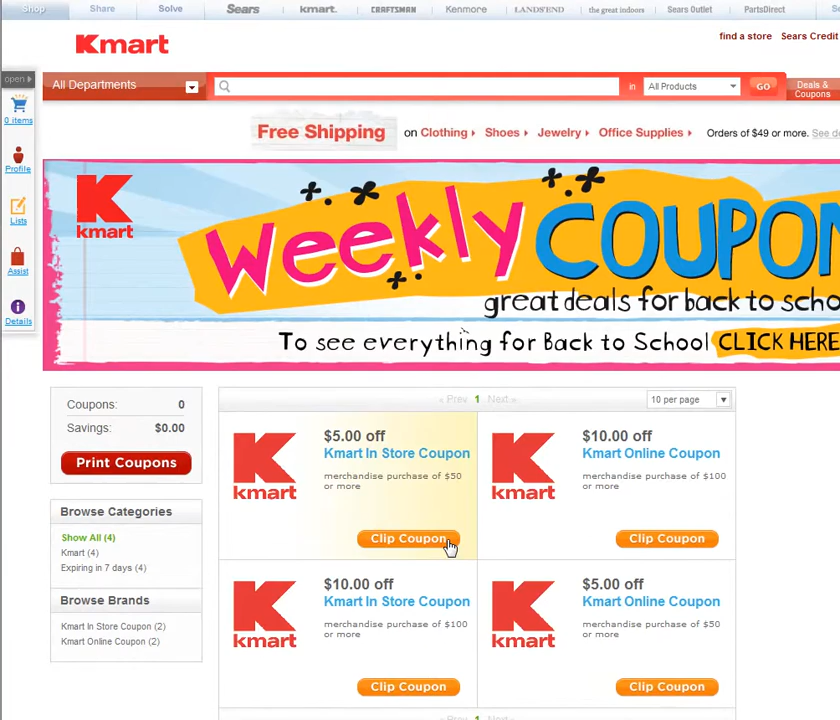 Shop Share Solve Sears kmart. CRAFTSMAN Kenmore LANDS'END the great indoors Sears Outlet PartsDirect
Kmart
find a store Sears Credit
open
All Departments in All Products GO Deals & Coupons
0 items
Profile
Lists
Assist
Details
Free Shipping on Clothing Shoes Jewelry Office Supplies Orders of $49 or more. See de
K
kmart
Weekly COUPON
great deals for back to schoo
To see everything for Back to School CLICK HERE
Coupons: 0
Savings: $0.00
Print Coupons
Browse Categories
Show All (4)
Kmart (4)
Expiring in 7 days (4)
Browse Brands
Kmart In Store Coupon (2)
Kmart Online Coupon (2)
« Prev 1 Next »
10 per page
K
kmart
$5.00 off
Kmart In Store Coupon
merchandise purchase of $50
or more
Clip Coupon
K
kmart
$10.00 off
Kmart Online Coupon
merchandise purchase of $100
or more
Clip Coupon
K
kmart
$10.00 off
Kmart In Store Coupon
merchandise purchase of $100
or more
Clip Coupon
K
kmart
$5.00 off
Kmart Online Coupon
merchandise purchase of $50
or more
Clip Coupon
« Prev 1 Next »